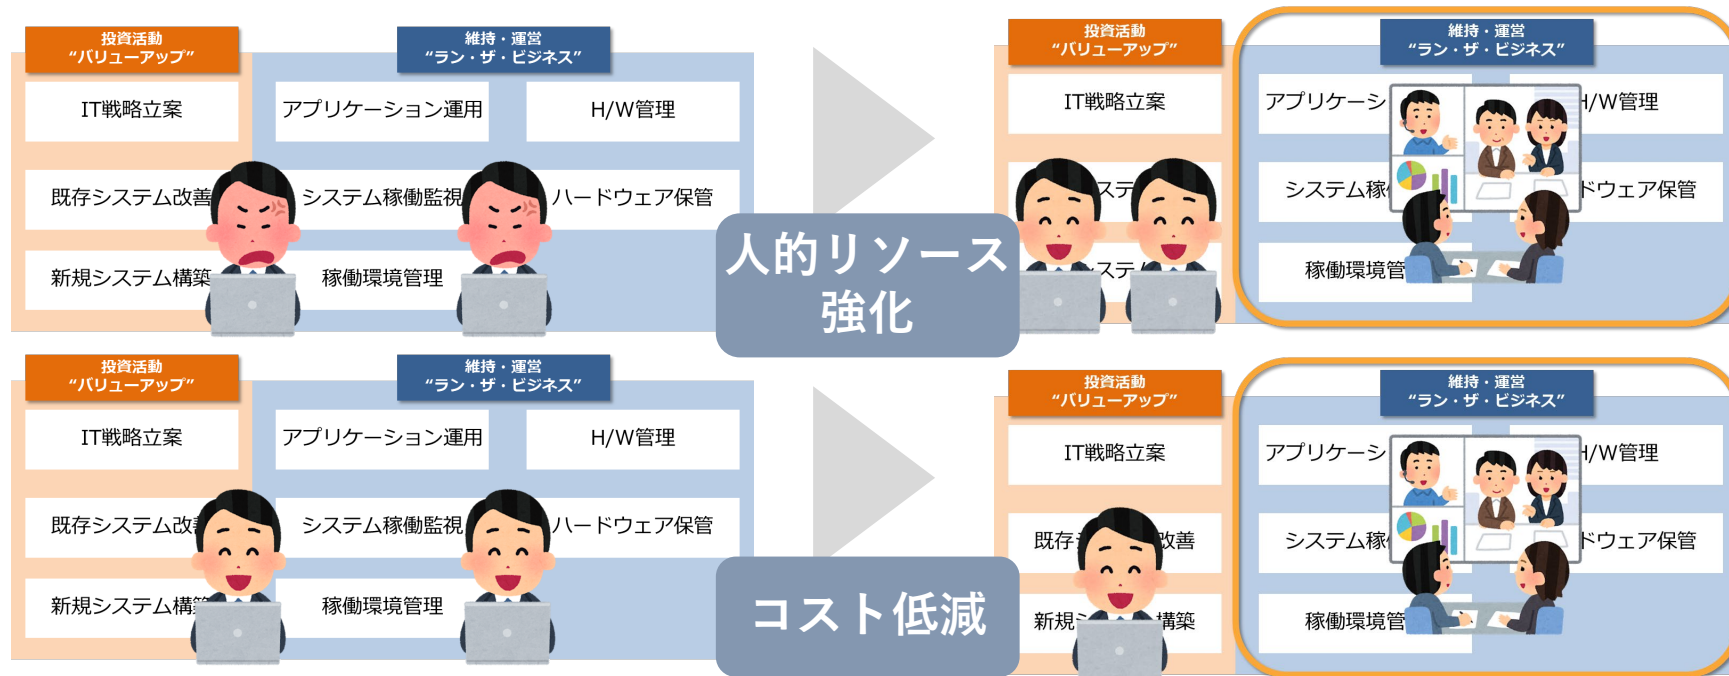 投資活動
“バリューアップ”
維持・運営
“ラン・ザ・ビジネス”
IT戦略立案
アプリケーション運用
H/W管理
既存システム改善
システム稼働監視
ハードウェア保管
新規システム構築
稼働環境管理
人的リソース
強化
投資活動
“バリューアップ”
維持・運営
“ラン・ザ・ビジネス”
IT戦略立案
アプリケーシ
H/W管理
ステ
システム稼
ドウェア保管
ステ
稼働環境管
投資活動
“バリューアップ”
維持・運営
“ラン・ザ・ビジネス”
IT戦略立案
アプリケーション運用
H/W管理
既存システム改
システム稼働監視
ハードウェア保管
新規システム構築
稼働環境管理
コスト低減
投資活動
“バリューアップ”
維持・運営
“ラン・ザ・ビジネス”
IT戦略立案
アプリケーシ
H/W管理
既存 改善
システム稼
ドウェア保管
新規 構築
稼働環境管